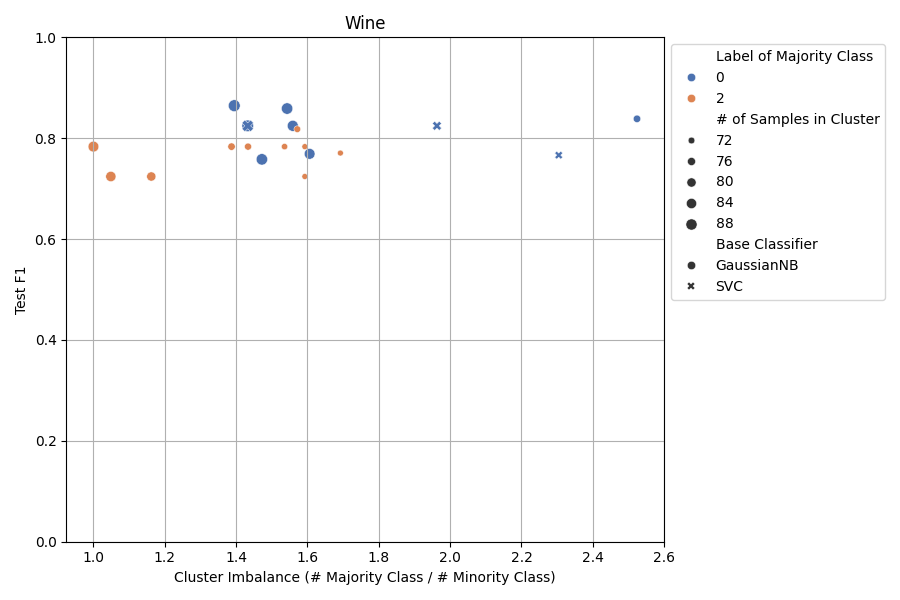 Wine
1.0
0.8
0.6
0.4
0.2
0.0
Test F1
1.0 1.2 1.4 1.6 1.8 2.0 2.2 2.4 2.6
Cluster Imbalance (# Majority Class / # Minority Class)
Label of Majority Class
0
2
# of Samples in Cluster
72
76
80
84
88
Base Classifier
GaussianNB
SVC